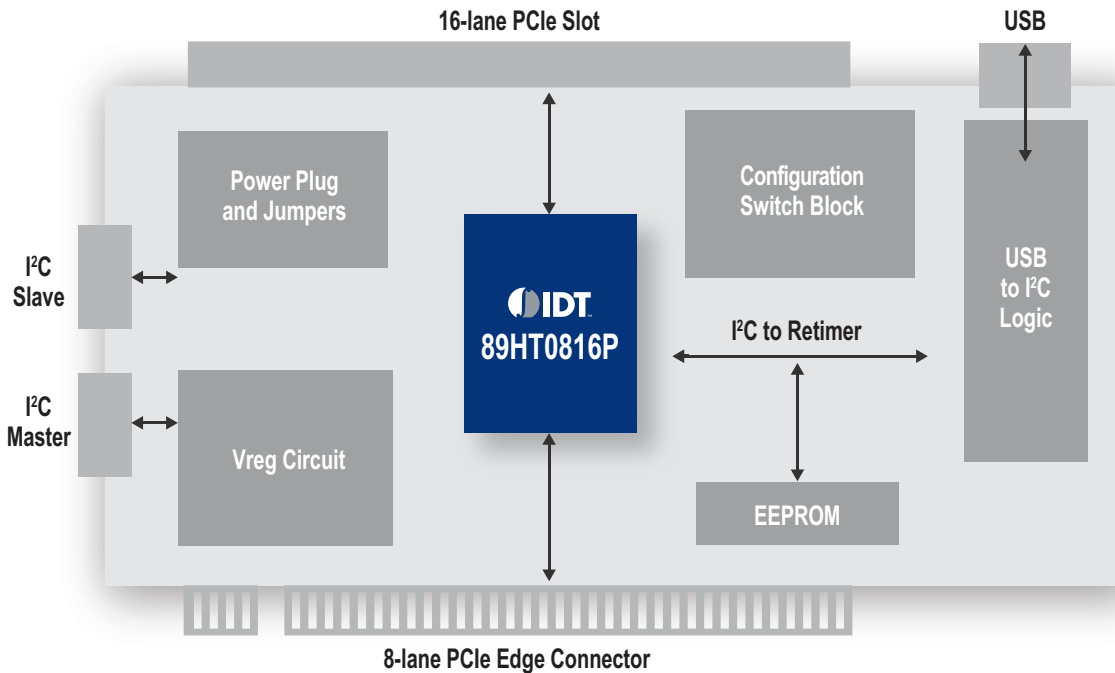 16-lane PCIe Slot
USB
Power Plug
and Jumpers
Configuration
Switch Block
I²C
Slave
USB
to I²C
Logic
IDT™
89HT0816P
I²C to Retimer
I²C
Master
Vreg Circuit
EEPROM
8-lane PCIe Edge Connector